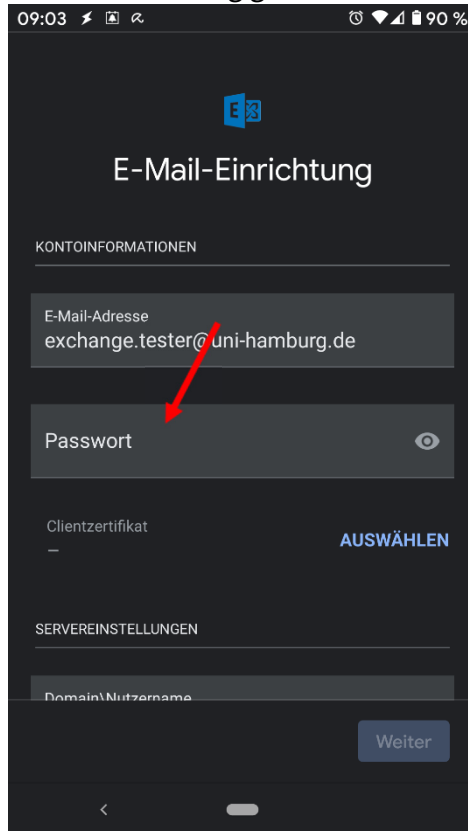 09:03 90 %
E
E-Mail-Einrichtung
KONTOINFORMATIONEN
E-Mail-Adresse
exchange.tester@uni-hamburg.de
Passwort
Clientzertifikat
–
AUSWÄHLEN
SERVEREINSTELLUNGEN
Domain\Nutzername
Weiter